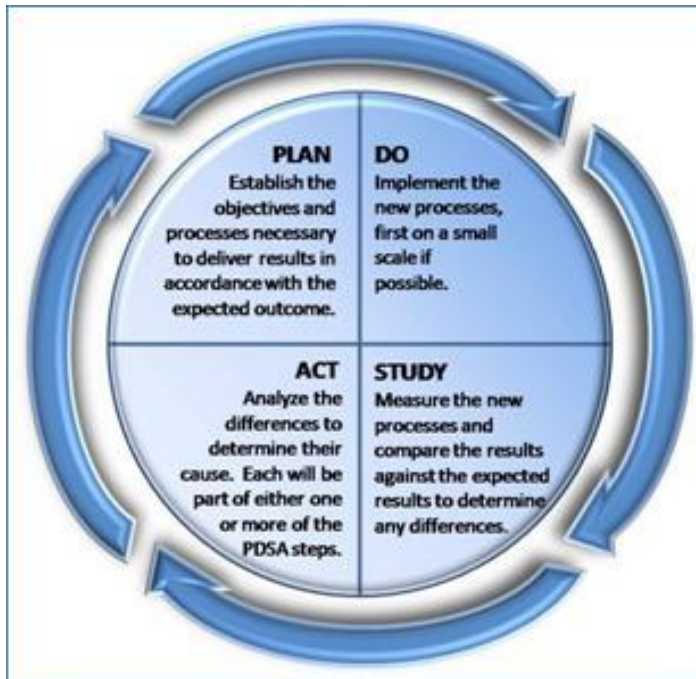 PLAN
Establish the
objectives and
processes necessary
to deliver results in
accordance with the
expected outcome.
DO
Implement the
new processes,
first on a small
scale if
possible.
ACT
Analyze the
differences to
determine their
cause. Each will be
part of either one
or more of the
PDSA steps.
STUDY
Measure the new
processes and
compare the results
against the expected
results to determine
any differences.